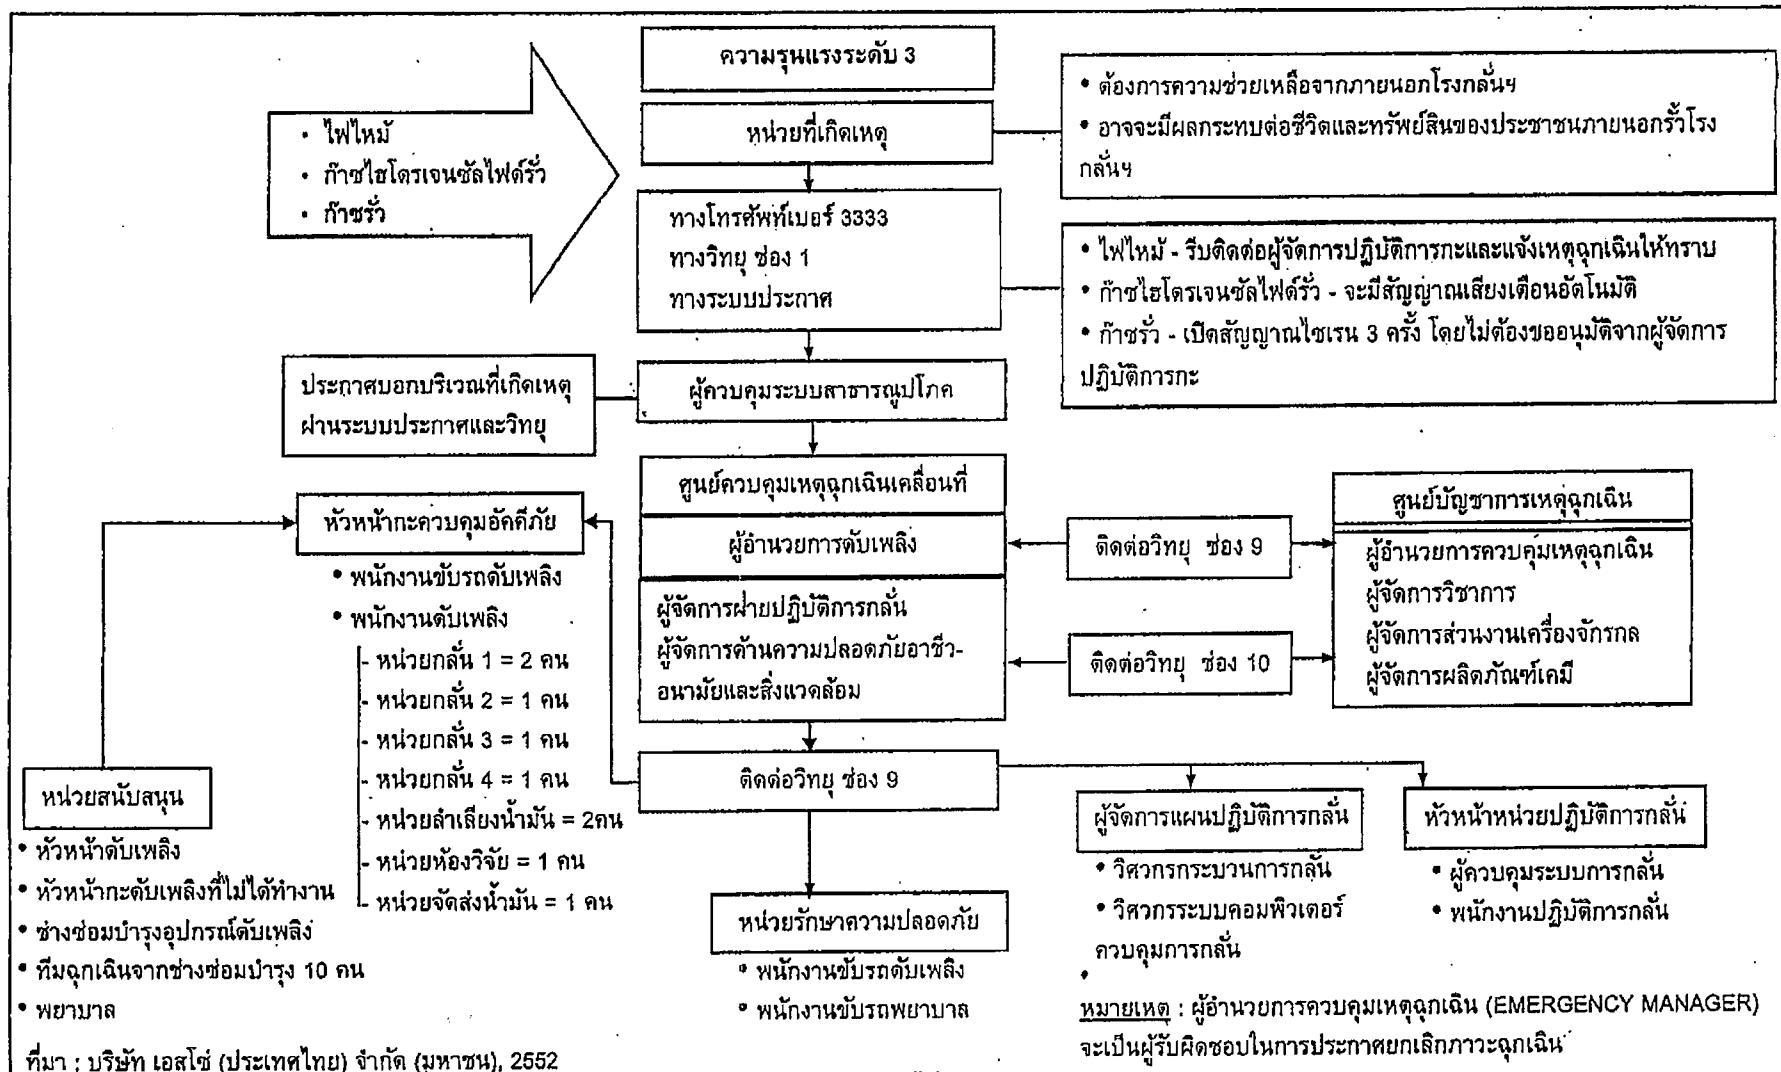 ความรุนแรงระดับ 3
• ไฟไหม้
• ก๊าซไฮโดรเจนซัลไฟด์รั่ว
• ก๊าซรั่ว
หน่วยที่เกิดเหตุ
• ต้องการความช่วยเหลือจากภายนอกโรงกลั่นฯ
• อาจจะมีผลกระทบต่อชีวิตและทรัพย์สินของประชาชนภายนอกรั้วโรง
กลั่นฯ
ทางโทรศัพท์เบอร์ 3333
ทางวิทยุ ช่อง 1
ทางระบบประกาศ
• ไฟไหม้ - รีบติดต่อผู้จัดการปฏิบัติการกะและแจ้งเหตุฉุกเฉินให้ทราบ
• ก๊าซไฮโดรเจนซัลไฟด์รั่ว - จะมีสัญญาณเสียงเตือนอัตโนมัติ
• ก๊าซรั่ว - เปิดสัญญาณไซเรน 3 ครั้ง โดยไม่ต้องขออนุมัติจากผู้จัดการ
ปฏิบัติการกะ
ประกาศบอกบริเวณที่เกิดเหตุ
ผ่านระบบประกาศและวิทยุ
ผู้ควบคุมระบบสาธารณูปโภค
ศูนย์ควบคุมเหตุฉุกเฉินเคลื่อนที่
ผู้อำนวยการดับเพลิง
ผู้จัดการฝ่ายปฏิบัติการกลั่น
ผู้จัดการด้านความปลอดภัยอาชีว-
อนามัยและสิ่งแวดล้อม
ติดต่อวิทยุ ช่อง 9
ติดต่อวิทยุ ช่อง 10
ศูนย์บัญชาการเหตุฉุกเฉิน
ผู้อำนวยการควบคุมเหตุฉุกเฉิน
ผู้จัดการวิชาการ
ผู้จัดการส่วนงานเครื่องจักรกล
ผู้จัดการผลิตภัณฑ์เคมี
หัวหน้ากะควบคุมอัคคีภัย
• พนักงานขับรถดับเพลิง
• พนักงานดับเพลิง
- หน่วยกลั่น 1 = 2 คน
- หน่วยกลั่น 2 = 1 คน
- หน่วยกลั่น 3 = 1 คน
- หน่วยกลั่น 4 = 1 คน
- หน่วยลำเลียงน้ำมัน = 2คน
- หน่วยห้องวิจัย = 1 คน
- หน่วยจัดส่งน้ำมัน = 1 คน
หน่วยสนับสนุน
• หัวหน้าดับเพลิง
• หัวหน้ากะดับเพลิงที่ไม่ได้ทำงาน
• ช่างซ่อมบำรุงอุปกรณ์ดับเพลิง
• ทีมฉุกเฉินจากช่างซ่อมบำรุง 10 คน
• พยาบาล
ติดต่อวิทยุ ช่อง 9
หน่วยรักษาความปลอดภัย
• พนักงานขับรถดับเพลิง
• พนักงานขับรถพยาบาล
ผู้จัดการแผนปฏิบัติการกลั่น
• วิศวกรกระบวนการกลั่น
• วิศวกรระบบคอมพิวเตอร์
ควบคุมการกลั่น
•
หัวหน้าหน่วยปฏิบัติการกลั่น
• ผู้ควบคุมระบบการกลั่น
• พนักงานปฏิบัติการกลั่น
หมายเหตุ : ผู้อำนวยการควบคุมเหตุฉุกเฉิน (EMERGENCY MANAGER)
จะเป็นผู้รับผิดชอบในการประกาศยกเลิกภาวะฉุกเฉิน
ที่มา : บริษัท เอสโซ่ (ประเทศไทย) จำกัด (มหาชน), 2552